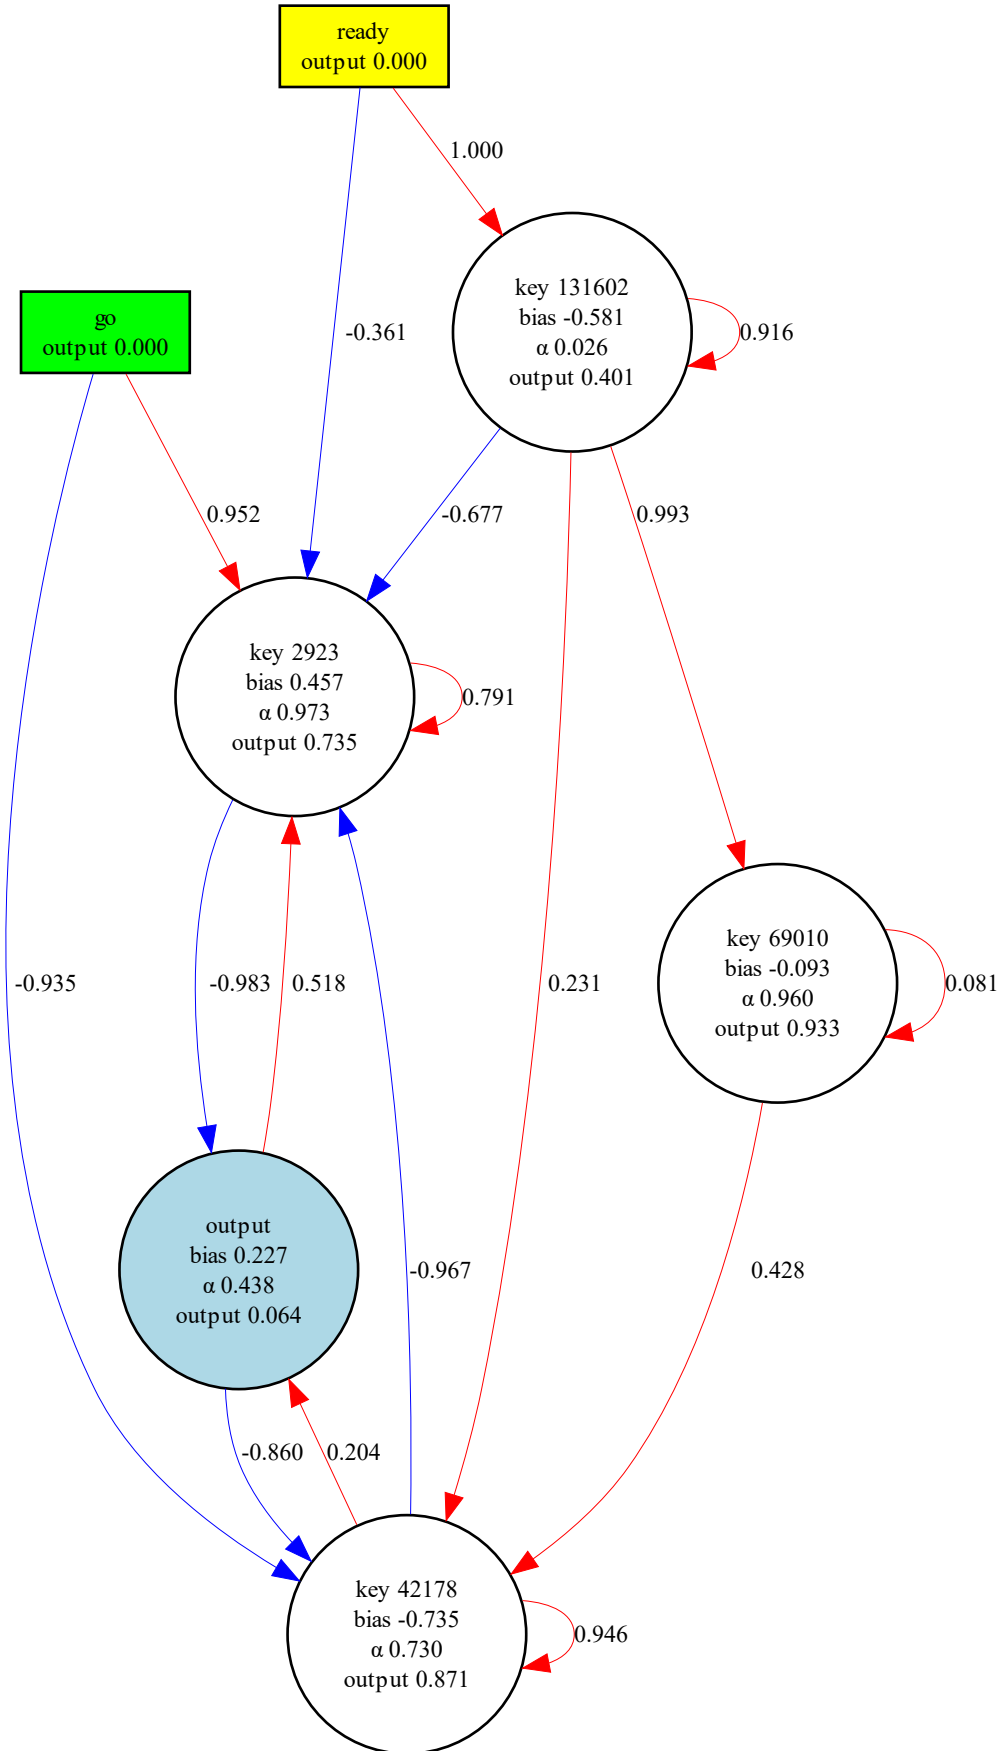 ready
output 0.000
1.000
key 131602
bias -0.581
α 0.026
output 0.401
0.916
go
output 0.000
-0.361
0.952
-0.677
0.993
key 2923
bias 0.457
α 0.973
output 0.735
0.791
key 69010
bias -0.093
α 0.960
output 0.933
0.081
-0.935
-0.983
0.518
0.231
output
bias 0.227
α 0.438
output 0.064
-0.967
0.428
-0.860
0.204
key 42178
bias -0.735
α 0.730
output 0.871
0.946